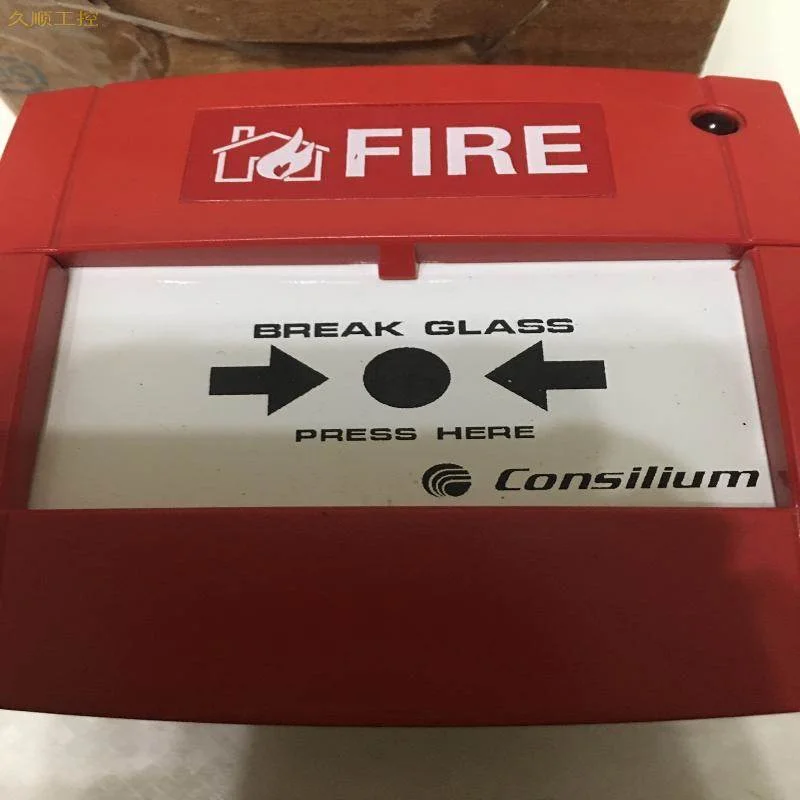 久顺工控
FIRE
BREAK GLASS
PRESS HERE
Consilium